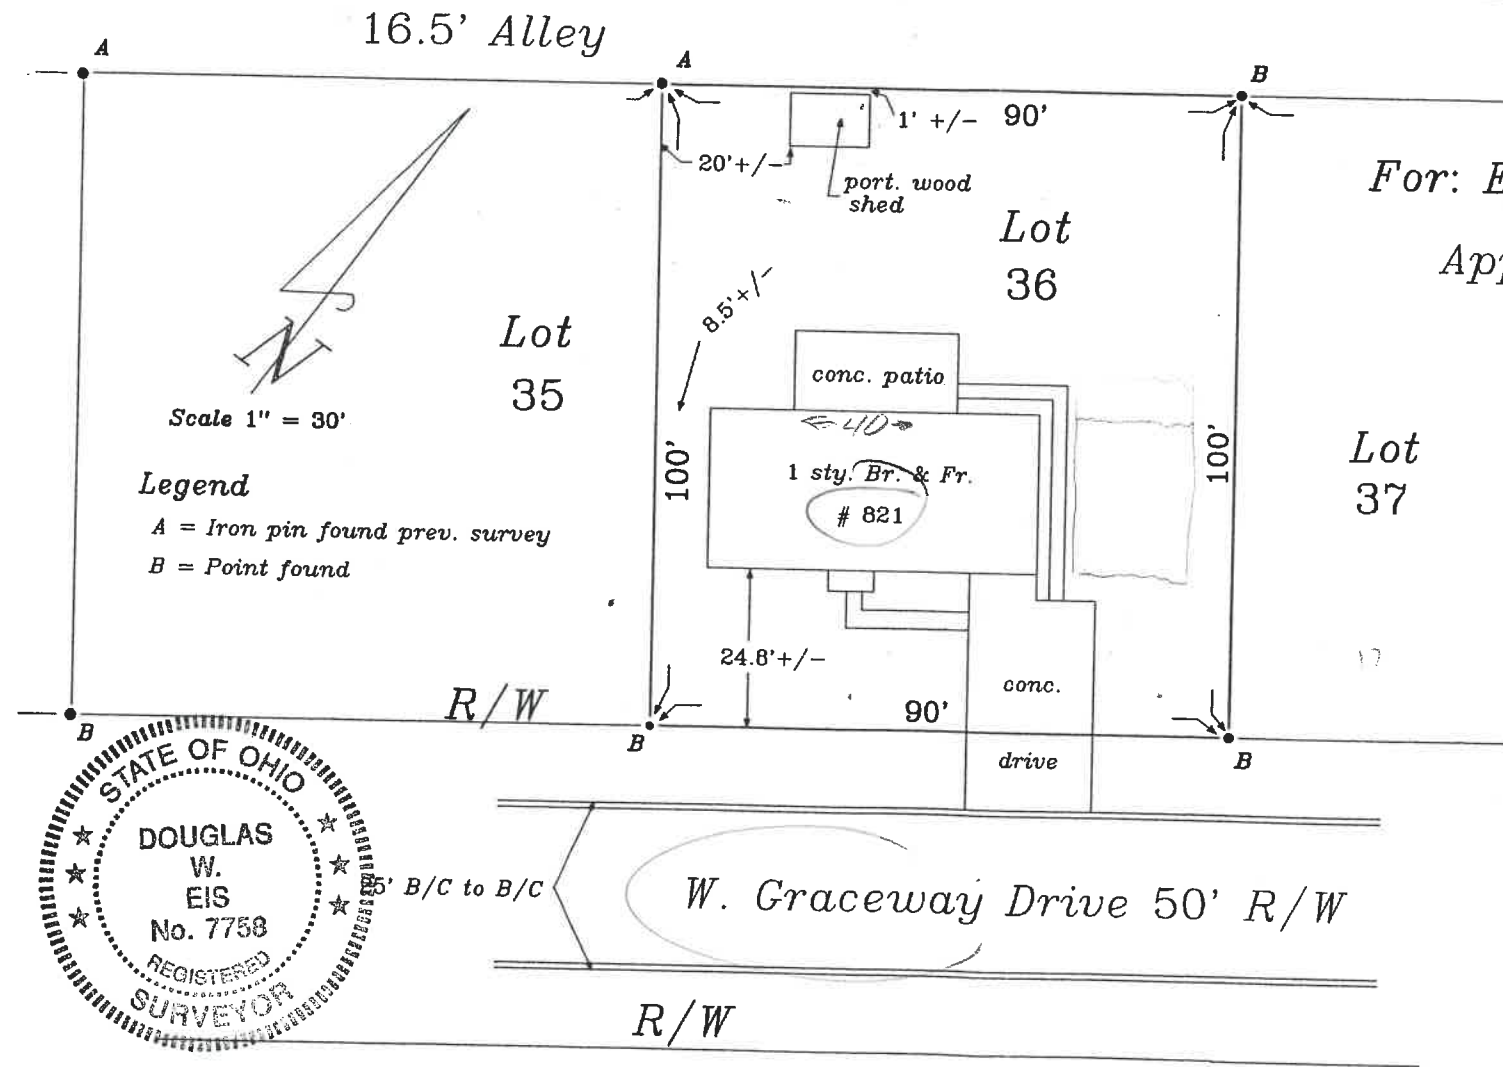 16.5' Alley
A
A
B
1' +/-
90'
20'+/-
port. wood
shed
For:
Lot
36
8.5'+/-
N
Scale 1" = 30'
Lot
35
Legend
A = Iron pin found prev. survey
B = Point found
100'
conc. patio
40
1 sty. Br. & Fr.
# 821
100'
Lot
37
24.8'+/-
conc.
drive
R/W
90'
B
B
B
STATE OF OHIO
DOUGLAS
W.
EIS
No. 7758
REGISTERED
SURVEYOR
5' B/C to B/C
W. Graceway Drive 50' R/W
R/W